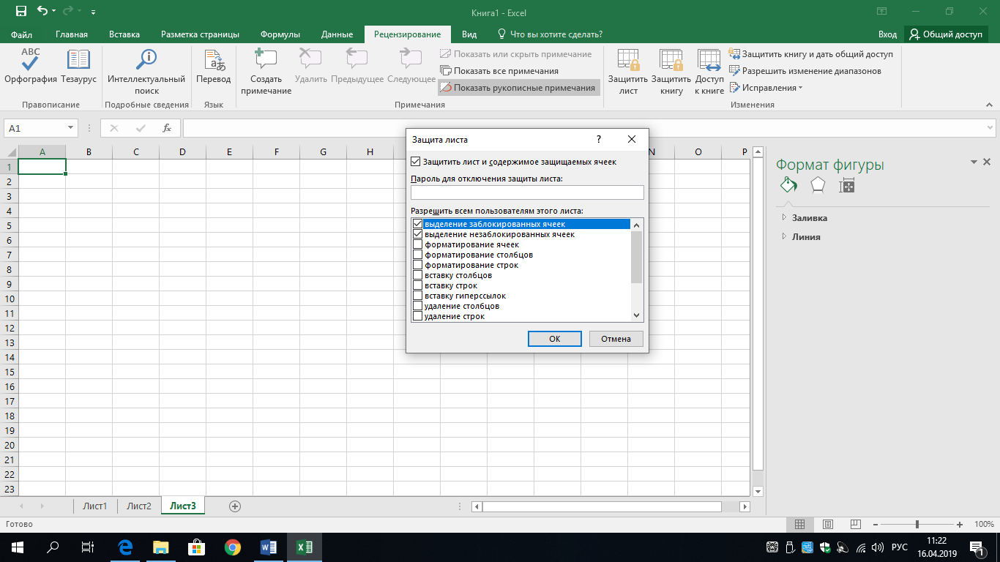 Книга1 - Excel
Файл Главная Вставка Разметка страницы Формулы Данные Рецензирование Вид Что вы хотите сделать? Вход Общий доступ
ABC
Орфография Тезаурус
Правописание
Интеллектуальный
поиск
Подробные сведения
Перевод
Язык
Создать
примечание
Удалить Предыдущее Следующее
Показать или скрыть примечание
Показать все примечания
Показать рукописные примечания
Примечания
Защитить
лист
Защитить
книгу
Доступ
к книге
Защитить книгу и дать общий доступ
Разрешить изменение диапазонов
Исправления
Изменения
A1
fx
A B C D E F G H N O P
1
2
3
4
5
6
7
8
9
10
11
12
13
14
15
16
17
18
19
20
21
22
23
Защита листа ?
Защитить лист и содержимое защищаемых ячеек
Пароль для отключения защиты листа:
Разрешить всем пользователям этого листа:
выделение заблокированных ячеек
выделение незаблокированных ячеек
форматирование ячеек
форматирование столбцов
форматирование строк
вставку столбцов
вставку строк
вставку гиперссылок
удаление столбцов
удаление строк
ОК Отмена
Формат фигуры
Заливка
Линия
Лист1 Лист2 Лист3
Готово
100%
РУС
11:22
16.04.2019
1